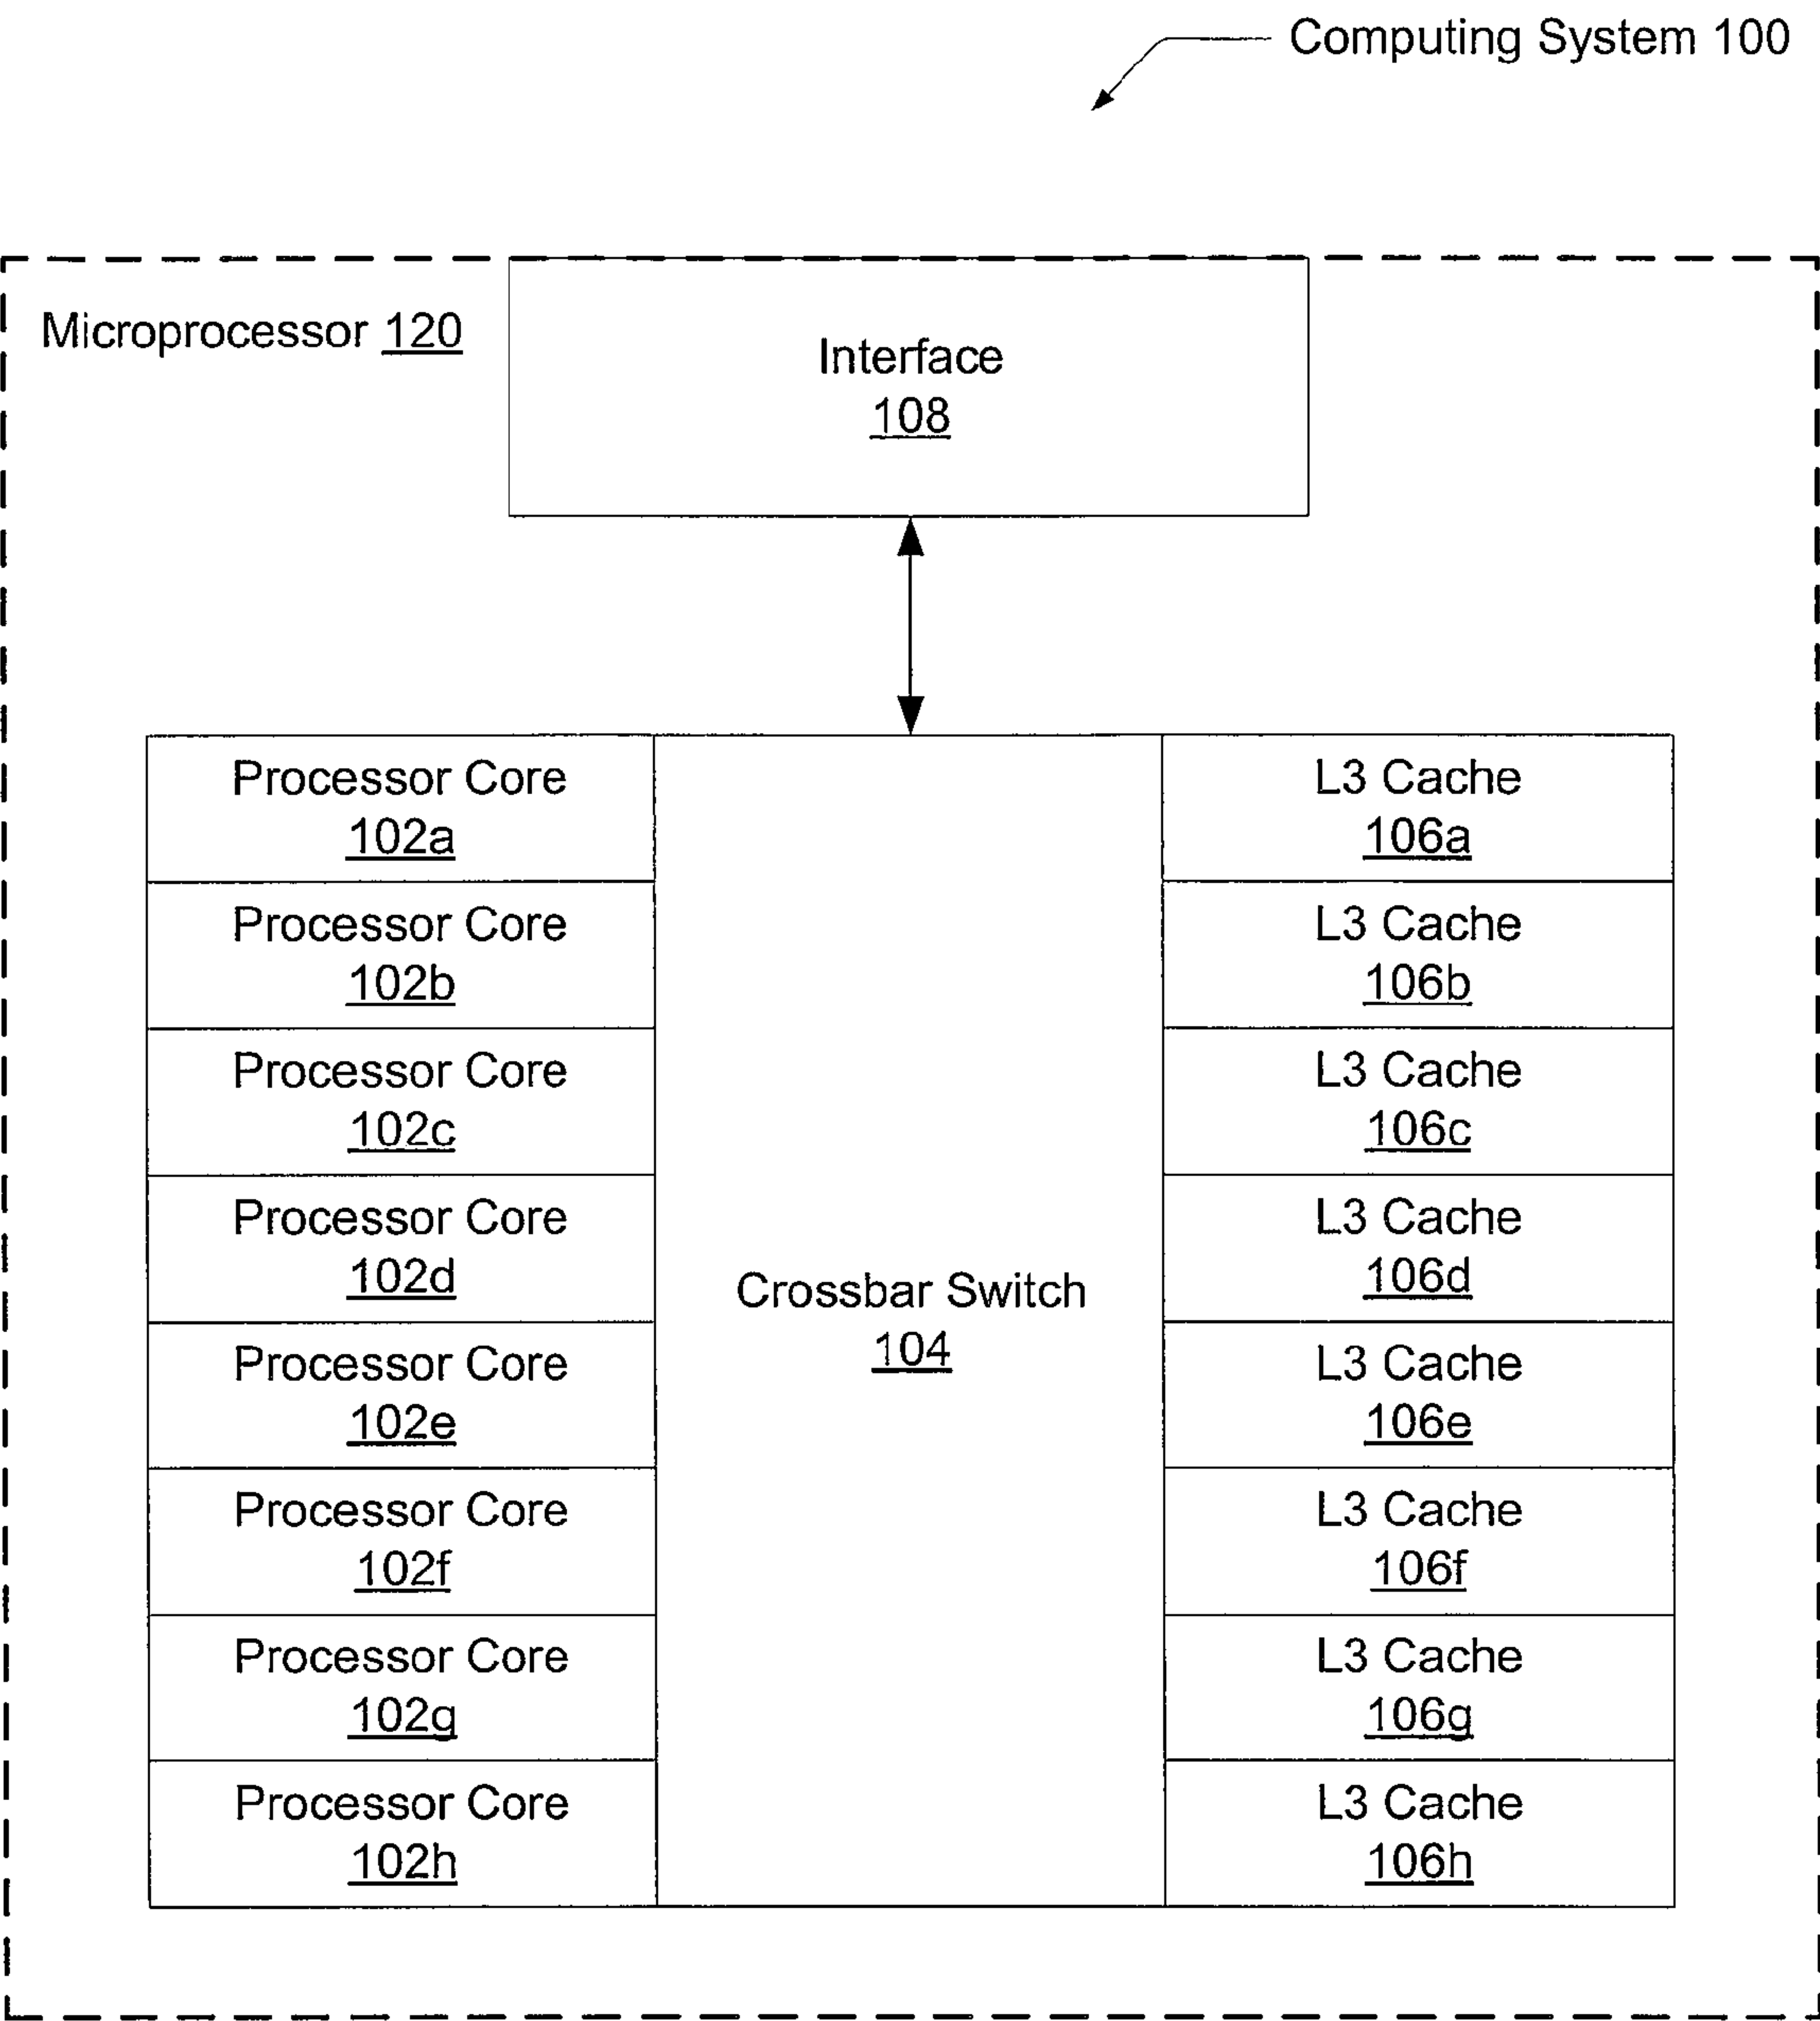 Computing System 100
Microprocessor 120
Interface
108
Processor Core
102a
Processor Core
102b
Processor Core
102c
Processor Core
102d
Processor Core
102e
Processor Core
102f
Processor Core
102g
Processor Core
102h
Crossbar Switch
104
L3 Cache
106a
L3 Cache
106b
L3 Cache
106c
L3 Cache
106d
L3 Cache
106e
L3 Cache
106f
L3 Cache
106g
L3 Cache
106h